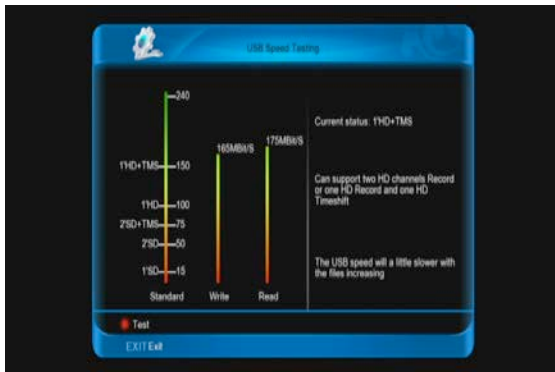 USB Speed Testing
240
1'HD+TMS 150
1'HD 100
2'SD+TMS 75
2'SD 50
1'SD 15
Standard
165MBit/S
Write
175MBit/S
Read
Current status: 1'HD+TMS
Can support two HD channels Record
or one HD Record and one HD
Timeshift
The USB speed will a little slower with
the files increasing
Test
EXIT Exit